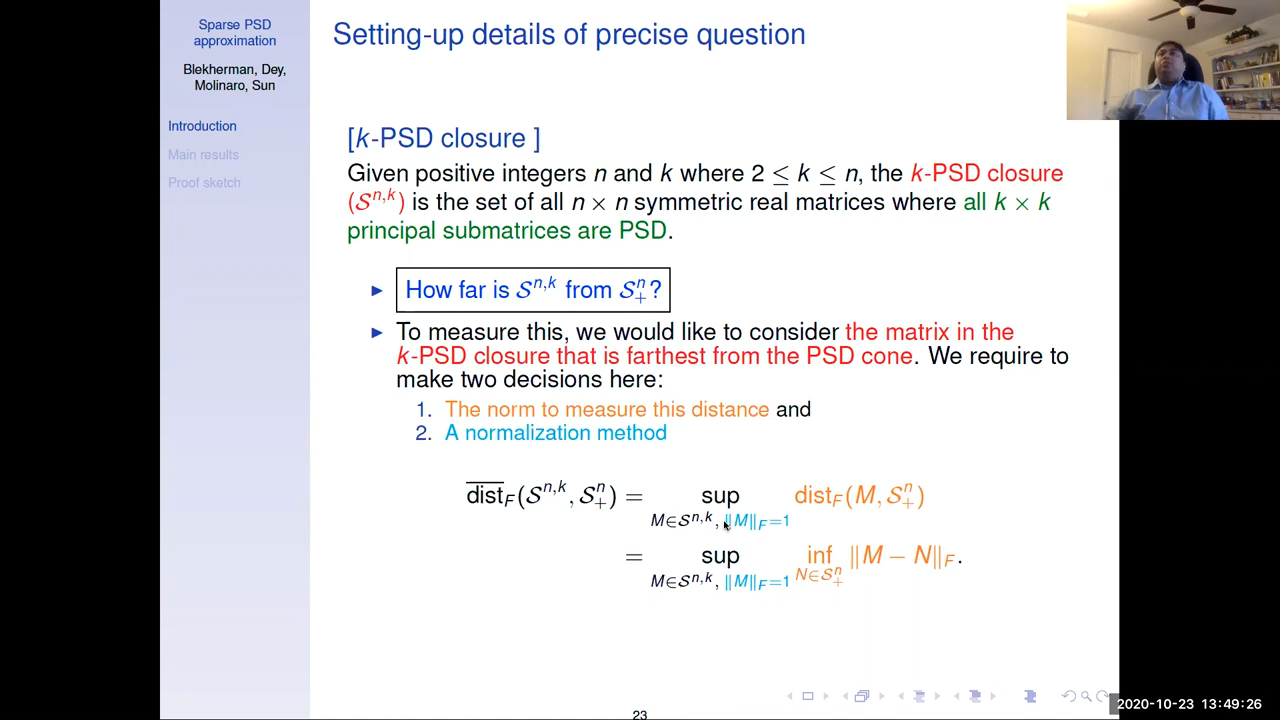 Sparse PSD
approximation
Blekherman, Dey,
Molinaro, Sun
Introduction
Main results
Proof sketch
Setting-up details of precise question
[k-PSD closure ]
Given positive integers n and k where 2 ≤ k ≤ n, the k-PSD closure
(𝒮^{n,k}) is the set of all n × n symmetric real matrices where all k × k
principal submatrices are PSD.
▶ How far is 𝒮^{n,k} from 𝒮^n_+?
▶ To measure this, we would like to consider the matrix in the
k-PSD closure that is farthest from the PSD cone. We require to
make two decisions here:
1. The norm to measure this distance and
2. A normalization method
\overline{dist}_F(𝒮^{n,k}, 𝒮^n_+) = sup_{M∈𝒮^{n,k}, ‖M‖_F=1} dist_F(M, 𝒮^n_+)
= sup_{M∈𝒮^{n,k}, ‖M‖_F=1} inf_{N∈𝒮^n_+} ‖M − N‖_F.
23
2020-10-23 13:49:26